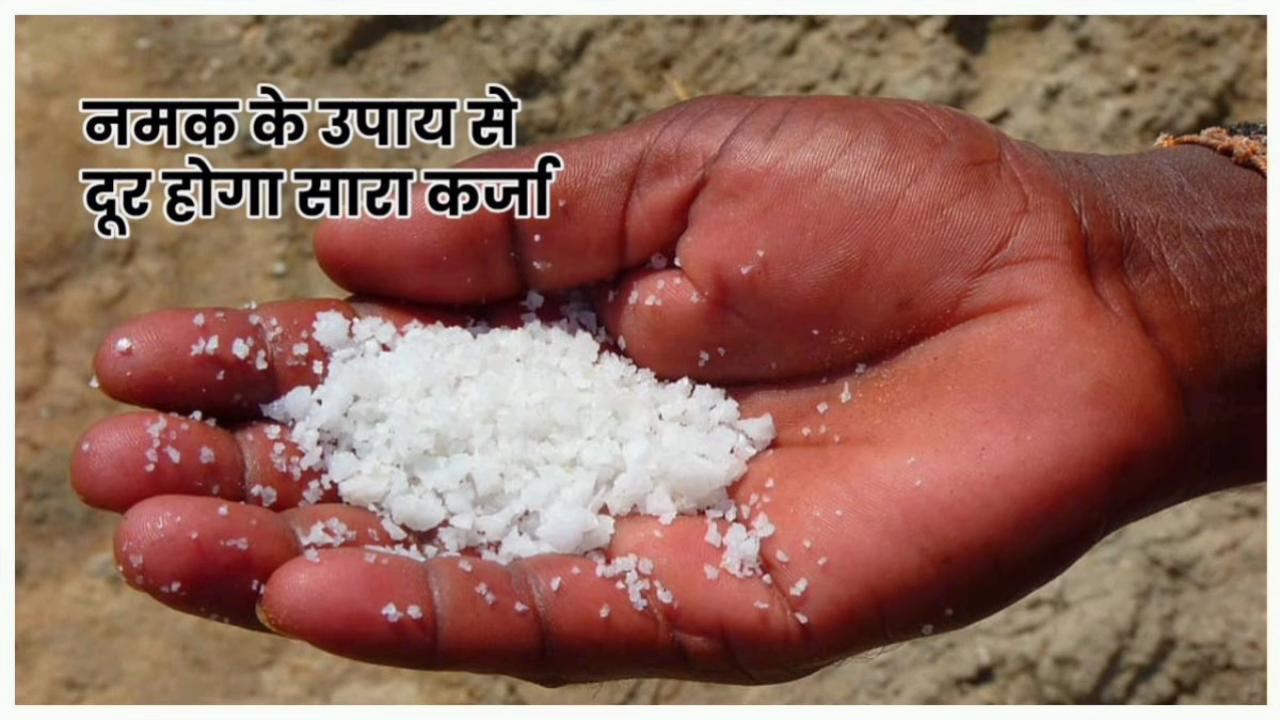 नमक के उपाय से
दूर होगा सारा कर्जा